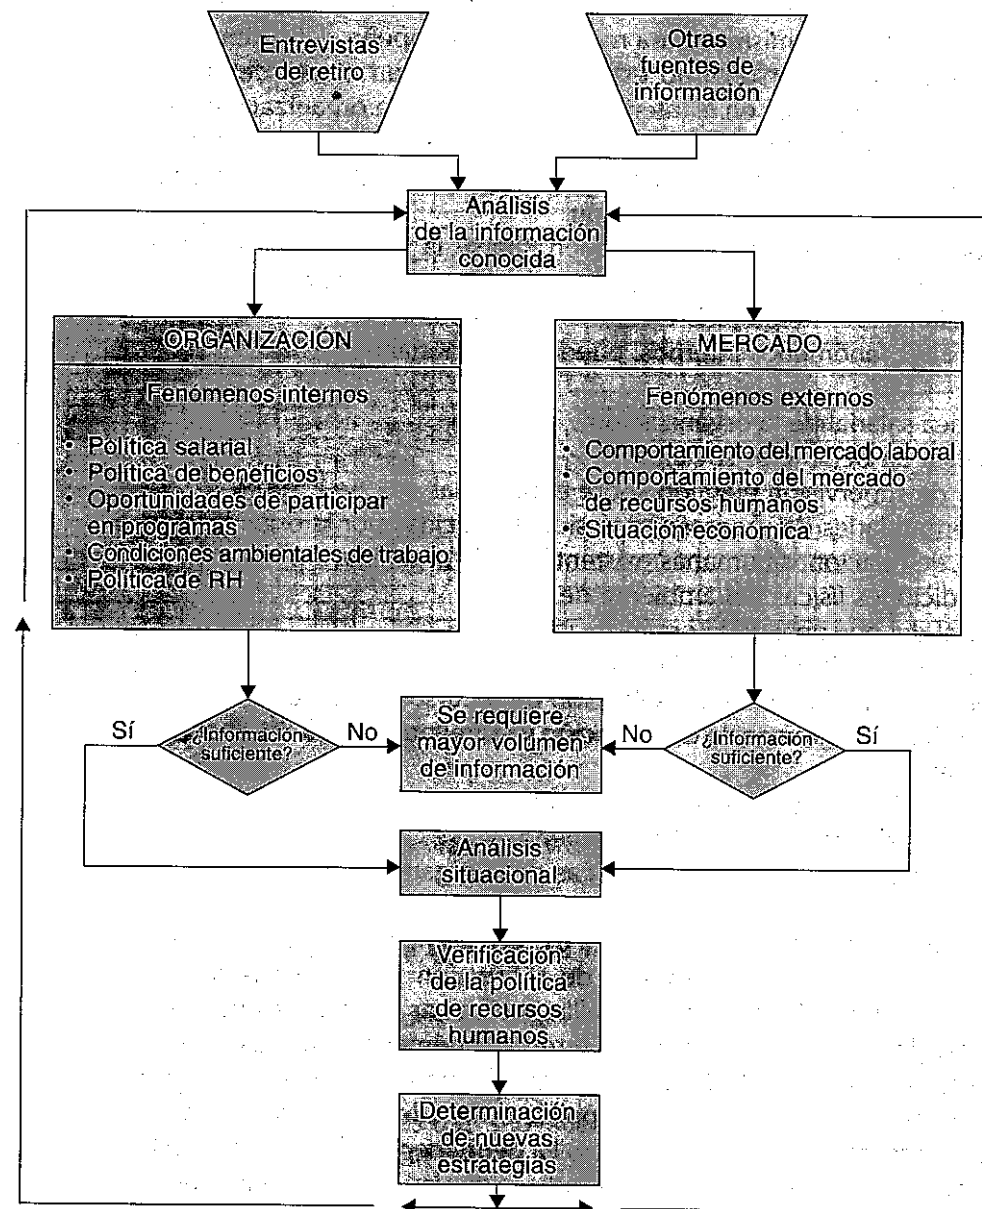 Entrevistas
de retiro
Otras
fuentes de
información
Análisis
de la información
conocida
ORGANIZACIÓN
Fenómenos internos
• Política salarial
• Política de beneficios
• Oportunidades de participar
en programas
• Condiciones ambientales de trabajo
• Política de RH
MERCADO
Fenómenos externos
• Comportamiento del mercado laboral
• Comportamiento del mercado
de recursos humanos
• Situación económica
Sí
¿Información
suficiente?
No
Se requiere
mayor volumen
de información
No
¿Información
suficiente?
Sí
Análisis
situacional
Verificación
de la política
de recursos
humanos
Determinación
de nuevas
estrategias